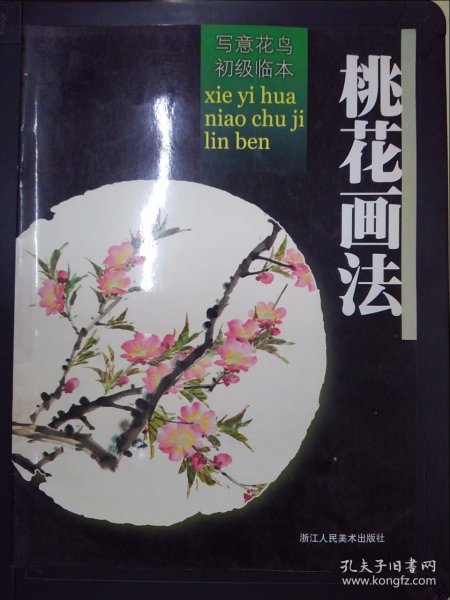 写意花鸟
初级临本
xie yi hua
niao chu ji
lin ben
桃花画法
浙江人民美术出版社
孔夫子旧书网
www.kongfz.com